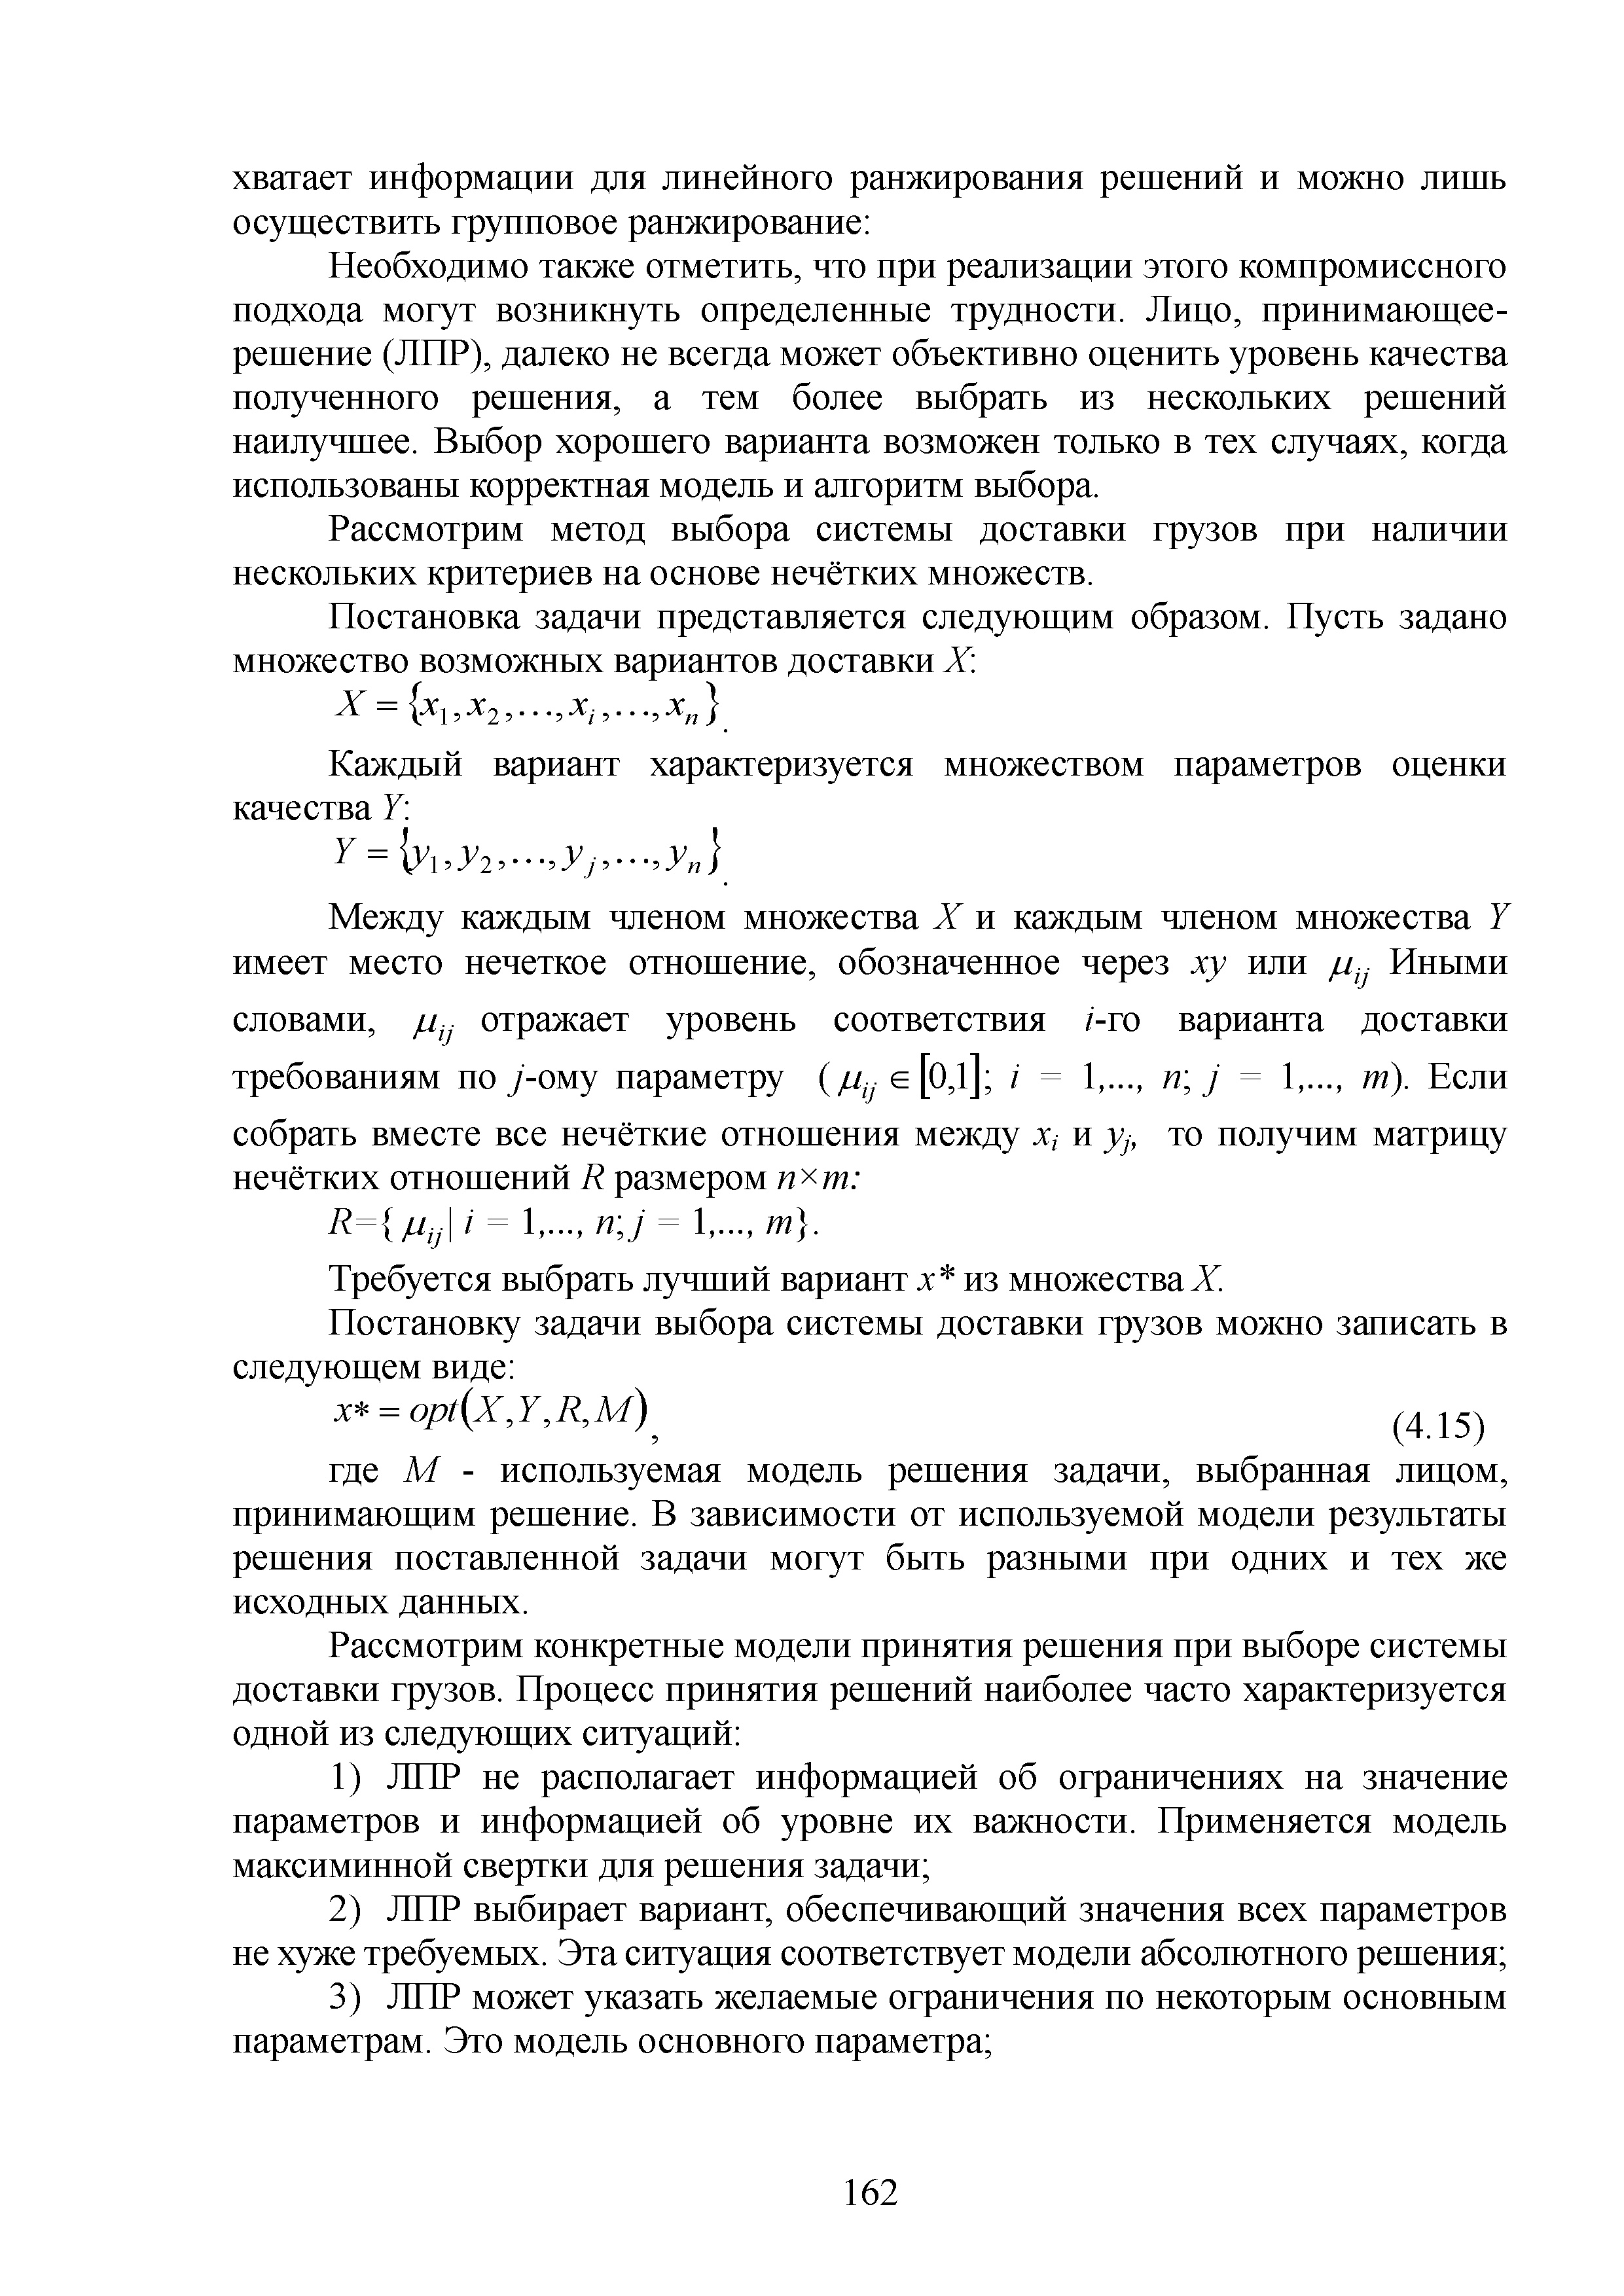 хватает информации для линейного ранжирования решений и можно лишь
осуществить групповое ранжирование:
Необходимо также отметить, что при реализации этого компромиссного
подхода могут возникнуть определенные трудности. Лицо, принимающее-
решение (ЛПР), далеко не всегда может объективно оценить уровень качества
полученного решения, а тем более выбрать из нескольких решений
наилучшее. Выбор хорошего варианта возможен только в тех случаях, когда
использованы корректная модель и алгоритм выбора.
Рассмотрим метод выбора системы доставки грузов при наличии
нескольких критериев на основе нечётких множеств.
Постановка задачи представляется следующим образом. Пусть задано
множество возможных вариантов доставки X:
X = {x₁, x₂,..., xᵢ,..., xₙ}.
Каждый вариант характеризуется множеством параметров оценки
качества Y:
Y = {y₁, y₂,..., yⱼ,..., yₙ}.
Между каждым членом множества X и каждым членом множества Y
имеет место нечеткое отношение, обозначенное через xy или μᵢⱼ Иными
словами, μᵢⱼ отражает уровень соответствия i-го варианта доставки
требованиям по j-ому параметру (μᵢⱼ ∈ [0,1]; i = 1,..., n; j = 1,..., m). Если
собрать вместе все нечёткие отношения между xᵢ и yⱼ, то получим матрицу
нечётких отношений R размером n×m:
R={ μᵢⱼ| i = 1,..., n; j = 1,..., m}.
Требуется выбрать лучший вариант x* из множества X.
Постановку задачи выбора системы доставки грузов можно записать в
следующем виде:
x* = opt(X,Y,R,M), (4.15)
где M - используемая модель решения задачи, выбранная лицом,
принимающим решение. В зависимости от используемой модели результаты
решения поставленной задачи могут быть разными при одних и тех же
исходных данных.
Рассмотрим конкретные модели принятия решения при выборе системы
доставки грузов. Процесс принятия решений наиболее часто характеризуется
одной из следующих ситуаций:
1) ЛПР не располагает информацией об ограничениях на значение
параметров и информацией об уровне их важности. Применяется модель
максиминной свертки для решения задачи;
2) ЛПР выбирает вариант, обеспечивающий значения всех параметров
не хуже требуемых. Эта ситуация соответствует модели абсолютного решения;
3) ЛПР может указать желаемые ограничения по некоторым основным
параметрам. Это модель основного параметра;
162